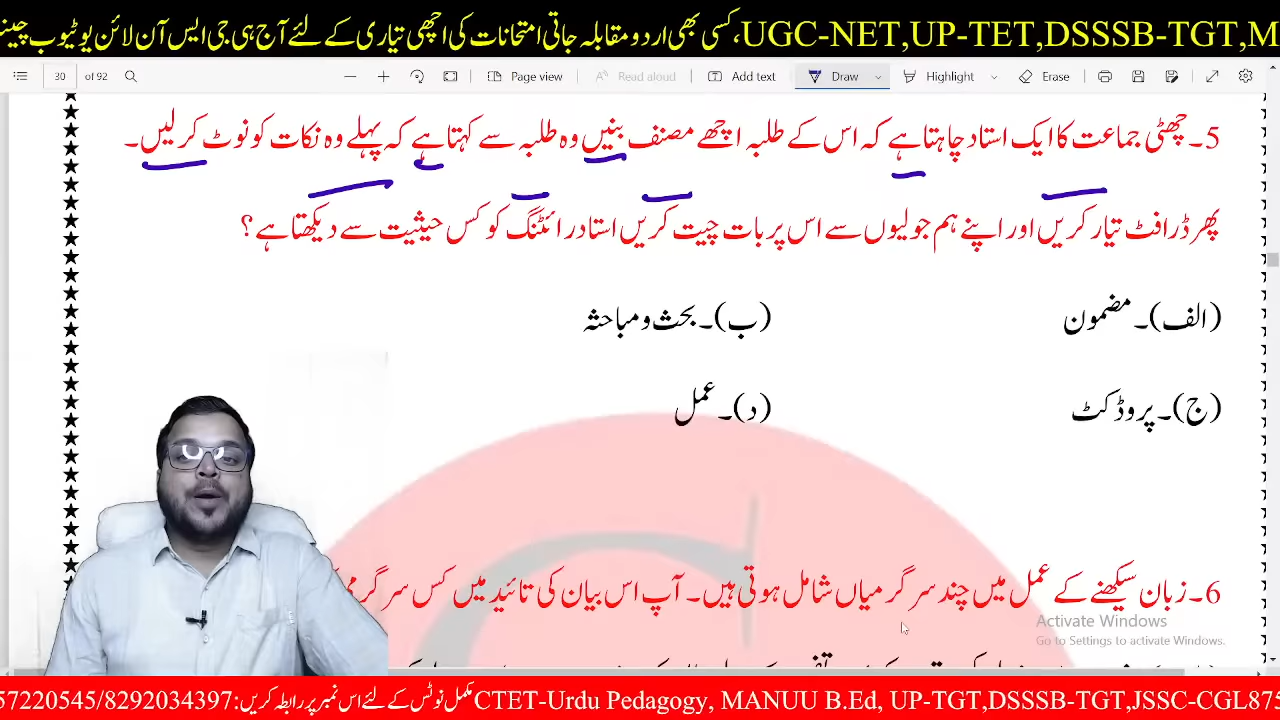 UGC-NET,UP-TET,DSSSB-TGT,M، کسی بھی اردو مقابلہ جاتی امتحانات کی اچھی تیاری کے لئے آج ہی جی ایس آن لائن یوٹیوب
30 of 92 Page view Read aloud Add text Draw Highlight Erase
5۔ چھٹی جماعت کا ایک استاد چاہتا ہے کہ اس کے طلبہ اچھے مصنف بنیں وہ طلبہ سے کہتا ہے کہ پہلے وہ نکات کو نوٹ کر لیں۔
پھر ڈرافٹ تیار کریں اور اپنے ہم جولیوں سے اس پر بات چیت کریں استاد رائٹنگ کو کس حیثیت سے دیکھتا ہے؟
(الف)۔ مضمون (ب)۔ بحث و مباحثہ
(ج)۔ پروڈکٹ (د)۔ عمل
6۔ زبان سیکھنے کے عمل میں چند سرگرمیاں شامل ہوتی ہیں۔ آپ اس بیان کی تائید میں کس
Activate Windows
Go to Settings to activate Windows.
57220545/8292034397:مکمل نوٹس کے لئے اس نمبر پر رابطہ کریں CTET-Urdu Pedagogy, MANUU B.Ed, UP-TGT,DSSSB-TGT,JSSC-CGL875